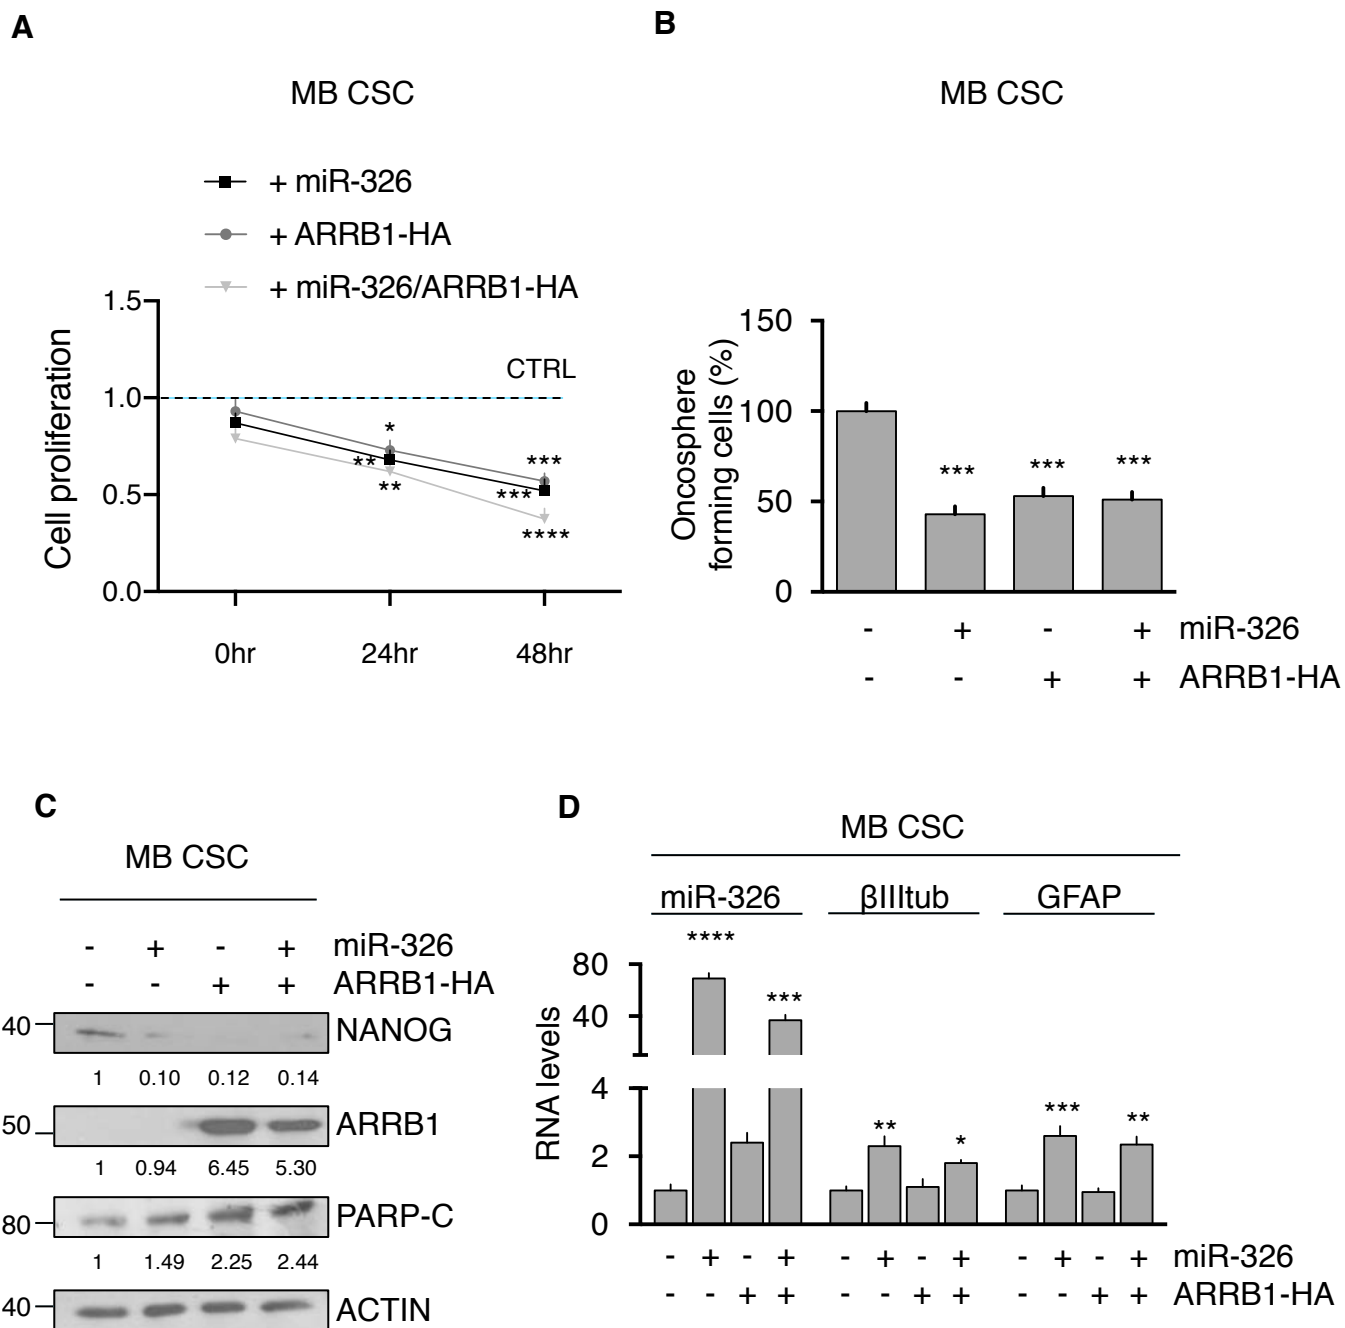 A
MB CSC
+ miR-326
+ ARRB1-HA
+ miR-326/ARRB1-HA
Cell proliferation
1.5
1.0
0.5
0.0
CTRL
*
**
**
***
***
****
0hr 24hr 48hr
B
MB CSC
Oncosphere
forming cells (%)
150
100
50
0
*** *** ***
- + - + miR-326
- - + + ARRB1-HA
C
MB CSC
- + - + miR-326
- - + + ARRB1-HA
40 NANOG
1 0.10 0.12 0.14
50 ARRB1
1 0.94 6.45 5.30
80 PARP-C
1 1.49 2.25 2.44
40 ACTIN
D
MB CSC
miR-326 βIIItub GFAP
RNA levels
80
40
4
2
0
**** ***
** *
*** **
- + - + - + - + - + - + miR-326
- - + + - - + + - - + + ARRB1-HA